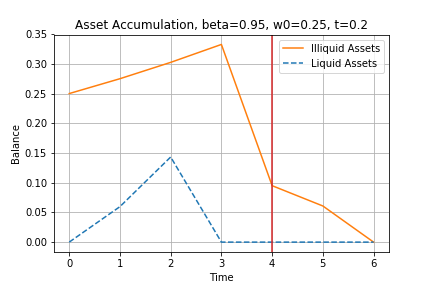 Asset Accumulation, beta=0.95, w0=0.25, t=0.2
0.35
0.30
0.25
0.20
0.15
0.10
0.05
0.00
Balance
Illiquid Assets
Liquid Assets
0 1 2 3 4 5 6
Time